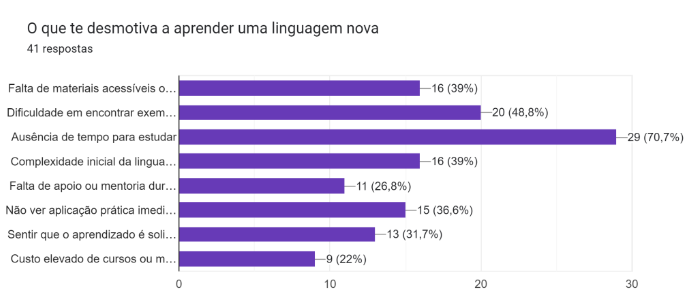 O que te desmotiva a aprender uma linguagem nova
41 respostas
Falta de materiais acessíveis o… 16 (39%)
Dificuldade em encontrar exem… 20 (48,8%)
Ausência de tempo para estudar 29 (70,7%)
Complexidade inicial da lingua… 16 (39%)
Falta de apoio ou mentoria dur… 11 (26,8%)
Não ver aplicação prática imedi… 15 (36,6%)
Sentir que o aprendizado é soli… 13 (31,7%)
Custo elevado de cursos ou m… 9 (22%)
0 10 20 30